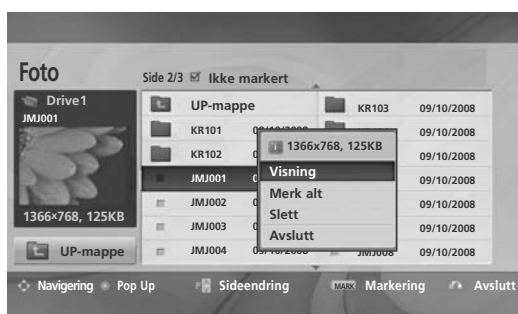 Foto
Side 2/3 Ikke markert
Drive1
JMJ001
1366×768, 125KB
UP-mappe
UP-mappe
KR101
KR102
JMJ001
JMJ002
JMJ003
JMJ004
KR103 09/10/2008
09/10/2008
09/10/2008
09/10/2008
09/10/2008
09/10/2008
JMJ008 09/10/2008
1366x768, 125KB
Visning
Merk alt
Slett
Avslutt
Navigering Pop Up Sideendring MARK Markering Avslutt